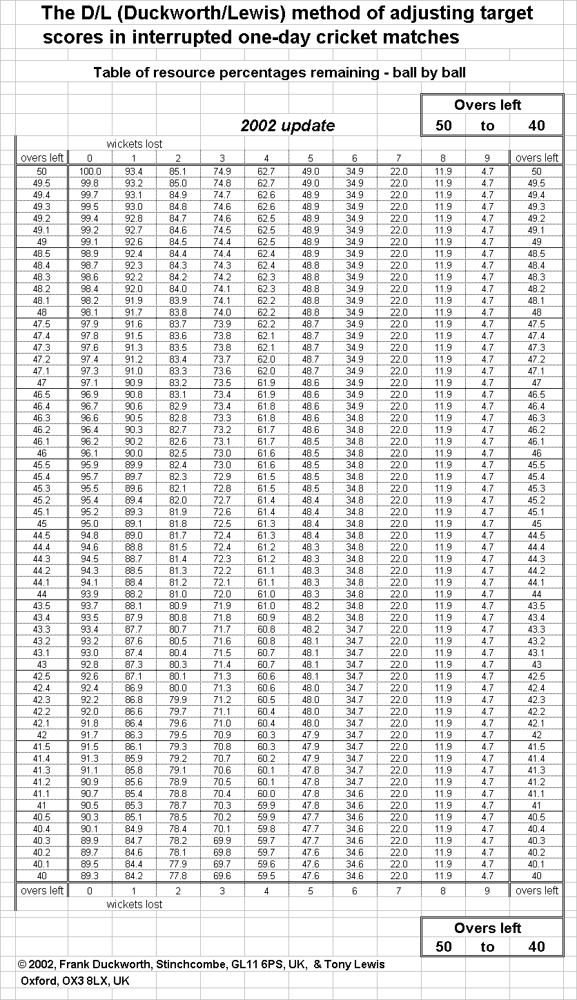 The D/L (Duckworth/Lewis) method of adjusting target
scores in interrupted one-day cricket matches
Table of resource percentages remaining - ball by ball
Overs left
2002 update 50 to 40
wickets lost
overs left 0 1 2 3 4 5 6 7 8 9 overs left
50 100.0 93.4 85.1 74.9 62.7 49.0 34.9 22.0 11.9 4.7 50
49.5 99.8 93.2 85.0 74.8 62.7 49.0 34.9 22.0 11.9 4.7 49.5
49.4 99.7 93.1 84.9 74.7 62.6 48.9 34.9 22.0 11.9 4.7 49.4
49.3 99.5 93.0 84.8 74.6 62.6 48.9 34.9 22.0 11.9 4.7 49.3
49.2 99.4 92.8 84.7 74.6 62.5 48.9 34.9 22.0 11.9 4.7 49.2
49.1 99.2 92.7 84.6 74.5 62.5 48.9 34.9 22.0 11.9 4.7 49.1
49 99.1 92.6 84.5 74.4 62.5 48.9 34.9 22.0 11.9 4.7 49
48.5 98.9 92.4 84.4 74.4 62.4 48.9 34.9 22.0 11.9 4.7 48.5
48.4 98.7 92.3 84.3 74.3 62.4 48.8 34.9 22.0 11.9 4.7 48.4
48.3 98.6 92.2 84.2 74.2 62.3 48.8 34.9 22.0 11.9 4.7 48.3
48.2 98.4 92.0 84.0 74.1 62.3 48.8 34.9 22.0 11.9 4.7 48.2
48.1 98.2 91.9 83.9 74.1 62.2 48.8 34.9 22.0 11.9 4.7 48.1
48 98.1 91.7 83.8 74.0 62.2 48.8 34.9 22.0 11.9 4.7 48
47.5 97.9 91.6 83.7 73.9 62.2 48.7 34.9 22.0 11.9 4.7 47.5
47.4 97.8 91.5 83.6 73.8 62.1 48.7 34.9 22.0 11.9 4.7 47.4
47.3 97.6 91.3 83.5 73.8 62.1 48.7 34.9 22.0 11.9 4.7 47.3
47.2 97.4 91.2 83.4 73.7 62.0 48.7 34.9 22.0 11.9 4.7 47.2
47.1 97.3 91.0 83.3 73.6 62.0 48.7 34.9 22.0 11.9 4.7 47.1
47 97.1 90.9 83.2 73.5 61.9 48.6 34.9 22.0 11.9 4.7 47
46.5 96.9 90.8 83.1 73.4 61.9 48.6 34.9 22.0 11.9 4.7 46.5
46.4 96.7 90.6 82.9 73.4 61.8 48.6 34.9 22.0 11.9 4.7 46.4
46.3 96.6 90.5 82.8 73.3 61.8 48.6 34.8 22.0 11.9 4.7 46.3
46.2 96.4 90.3 82.7 73.2 61.7 48.6 34.8 22.0 11.9 4.7 46.2
46.1 96.2 90.2 82.6 73.1 61.7 48.5 34.8 22.0 11.9 4.7 46.1
46 96.1 90.0 82.5 73.0 61.6 48.5 34.8 22.0 11.9 4.7 46
45.5 95.9 89.9 82.4 73.0 61.6 48.5 34.8 22.0 11.9 4.7 45.5
45.4 95.7 89.7 82.3 72.9 61.5 48.5 34.8 22.0 11.9 4.7 45.4
45.3 95.5 89.6 82.1 72.8 61.5 48.5 34.8 22.0 11.9 4.7 45.3
45.2 95.4 89.4 82.0 72.7 61.4 48.4 34.8 22.0 11.9 4.7 45.2
45.1 95.2 89.3 81.9 72.6 61.4 48.4 34.8 22.0 11.9 4.7 45.1
45 95.0 89.1 81.8 72.5 61.3 48.4 34.8 22.0 11.9 4.7 45
44.5 94.8 89.0 81.7 72.4 61.3 48.4 34.8 22.0 11.9 4.7 44.5
44.4 94.6 88.8 81.5 72.4 61.2 48.3 34.8 22.0 11.9 4.7 44.4
44.3 94.5 88.7 81.4 72.3 61.2 48.3 34.8 22.0 11.9 4.7 44.3
44.2 94.3 88.5 81.3 72.2 61.1 48.3 34.8 22.0 11.9 4.7 44.2
44.1 94.1 88.4 81.2 72.1 61.1 48.3 34.8 22.0 11.9 4.7 44.1
44 93.9 88.2 81.0 72.0 61.0 48.3 34.8 22.0 11.9 4.7 44
43.5 93.7 88.1 80.9 71.9 61.0 48.2 34.8 22.0 11.9 4.7 43.5
43.4 93.5 87.9 80.8 71.8 60.9 48.2 34.8 22.0 11.9 4.7 43.4
43.3 93.4 87.7 80.7 71.7 60.8 48.2 34.7 22.0 11.9 4.7 43.3
43.2 93.2 87.6 80.5 71.6 60.8 48.1 34.7 22.0 11.9 4.7 43.2
43.1 93.0 87.4 80.4 71.5 60.7 48.1 34.7 22.0 11.9 4.7 43.1
43 92.8 87.3 80.3 71.4 60.7 48.1 34.7 22.0 11.9 4.7 43
42.5 92.6 87.1 80.1 71.3 60.6 48.1 34.7 22.0 11.9 4.7 42.5
42.4 92.4 86.9 80.0 71.3 60.6 48.0 34.7 22.0 11.9 4.7 42.4
42.3 92.2 86.8 79.9 71.2 60.5 48.0 34.7 22.0 11.9 4.7 42.3
42.2 92.0 86.6 79.7 71.1 60.4 48.0 34.7 22.0 11.9 4.7 42.2
42.1 91.8 86.4 79.6 71.0 60.4 48.0 34.7 22.0 11.9 4.7 42.1
42 91.7 86.3 79.5 70.9 60.3 47.9 34.7 22.0 11.9 4.7 42
41.5 91.5 86.1 79.3 70.8 60.3 47.9 34.7 22.0 11.9 4.7 41.5
41.4 91.3 85.9 79.2 70.7 60.2 47.9 34.7 22.0 11.9 4.7 41.4
41.3 91.1 85.8 79.1 70.6 60.1 47.8 34.7 22.0 11.9 4.7 41.3
41.2 90.9 85.6 78.9 70.5 60.1 47.8 34.7 22.0 11.9 4.7 41.2
41.1 90.7 85.4 78.8 70.4 60.0 47.8 34.7 22.0 11.9 4.7 41.1
41 90.5 85.3 78.7 70.3 59.9 47.8 34.6 22.0 11.9 4.7 41
40.5 90.3 85.1 78.5 70.2 59.9 47.7 34.6 22.0 11.9 4.7 40.5
40.4 90.1 84.9 78.4 70.1 59.8 47.7 34.6 22.0 11.9 4.7 40.4
40.3 89.9 84.7 78.2 69.9 59.7 47.7 34.6 22.0 11.9 4.7 40.3
40.2 89.7 84.6 78.1 69.8 59.7 47.6 34.6 22.0 11.9 4.7 40.2
40.1 89.5 84.4 77.9 69.7 59.6 47.6 34.6 22.0 11.9 4.7 40.1
40 89.3 84.2 77.8 69.6 59.5 47.6 34.6 22.0 11.9 4.7 40
overs left 0 1 2 3 4 5 6 7 8 9 overs left
wickets lost
Overs left
50 to 40
© 2002, Frank Duckworth, Stinchcombe, GL11 6PS, UK, & Tony Lewis
Oxford, OX3 8LX, UK